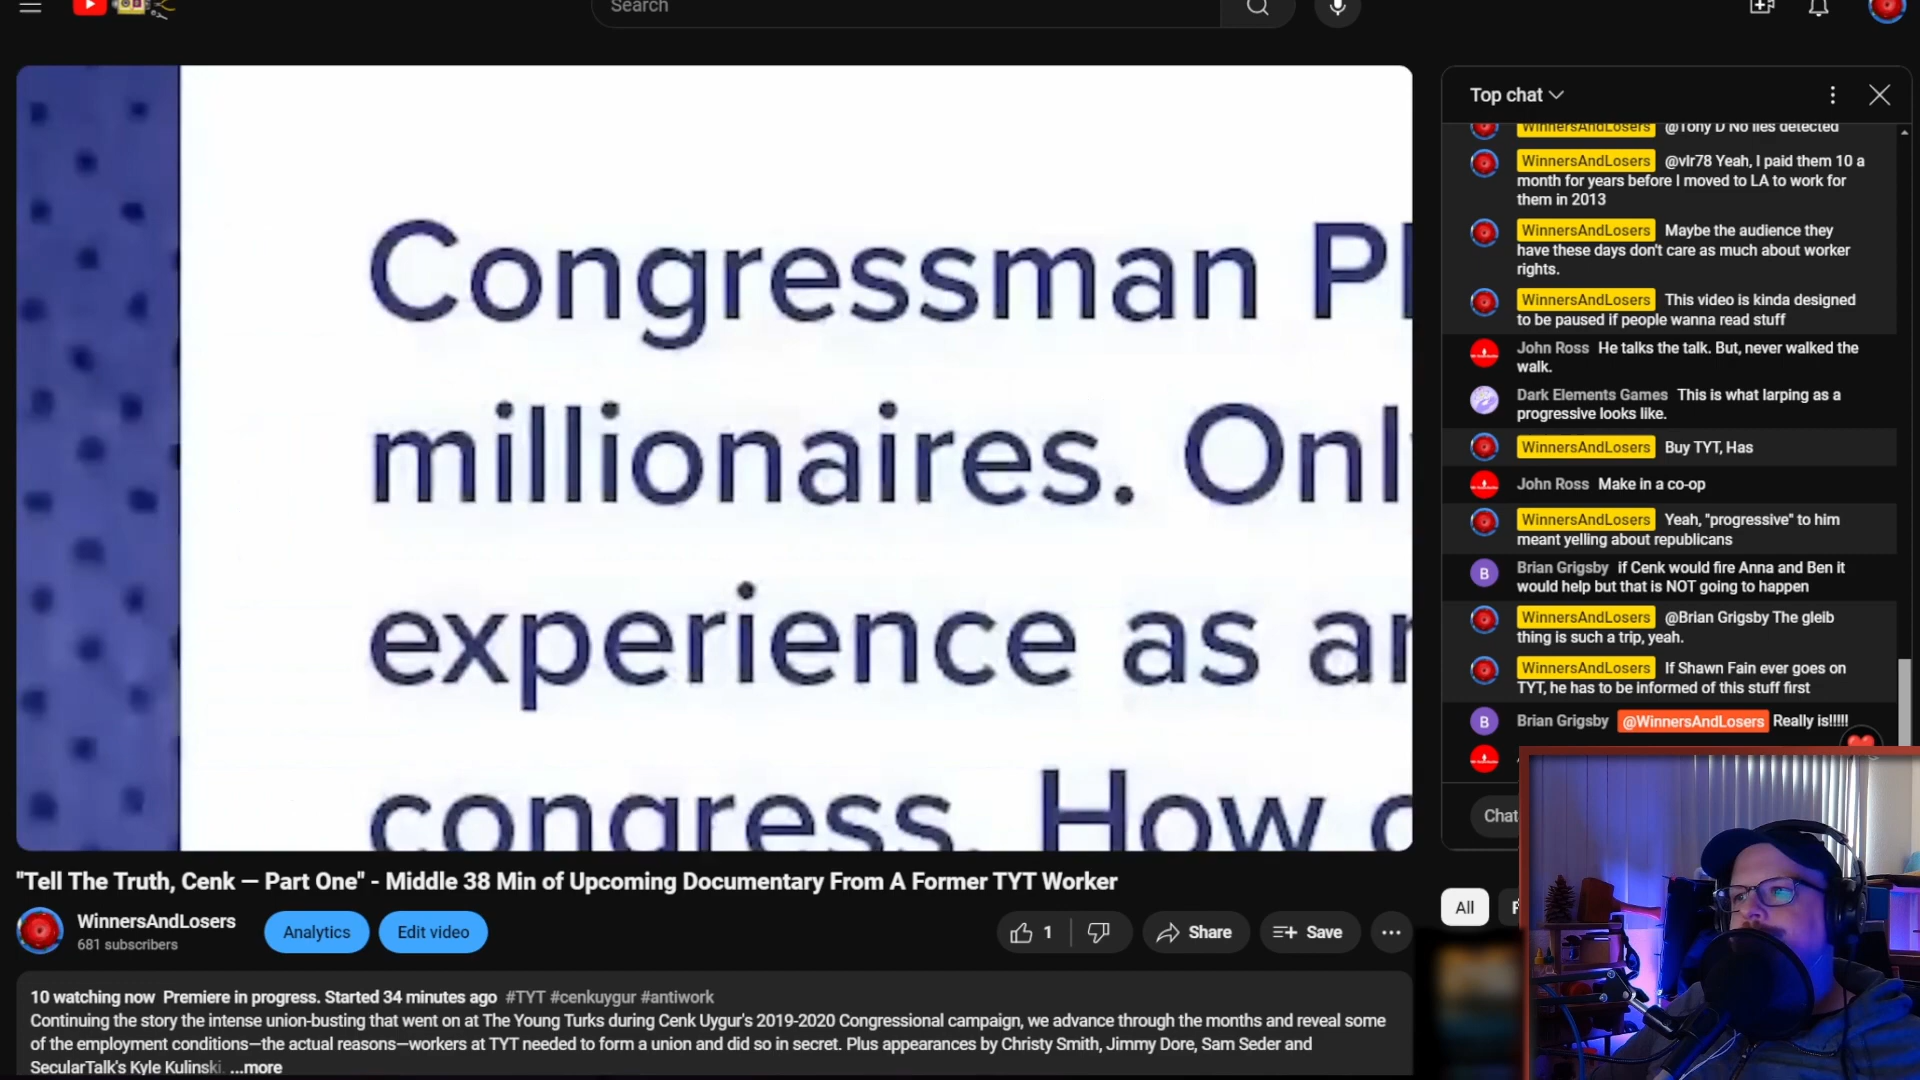 Search
Congressman
millionaires.
experience as
congress. How
Top chat
WinnersAndLosers @Tony D No lies detected
WinnersAndLosers @vlr78 Yeah, I paid them 10 a
month for years before I moved to LA to work for
them in 2013
WinnersAndLosers Maybe the audience they
have these days don't care as much about worker
rights.
WinnersAndLosers This video is kinda designed
to be paused if people wanna read stuff
John Ross He talks the talk. But, never walked the
walk.
Dark Elements Games This is what larping as a
progressive looks like.
WinnersAndLosers Buy TYT, Has
John Ross Make in a co-op
WinnersAndLosers Yeah, "progressive" to him
meant yelling about republicans
B
Brian Grigsby if Cenk would fire Anna and Ben it
would help but that is NOT going to happen
WinnersAndLosers @Brian Grigsby The gleib
thing is such a trip, yeah.
WinnersAndLosers If Shawn Fain ever goes on
TYT, he has to be informed of this stuff first
B
Brian Grigsby @WinnersAndLosers Really is!!!!!
Chat
All
"Tell The Truth, Cenk — Part One" - Middle 38 Min of Upcoming Documentary From A Former TYT Worker
WinnersAndLosers
681 subscribers
Analytics
Edit video
1
Share
Save
10 watching now Premiere in progress. Started 34 minutes ago #TYT #cenkuygur #antiwork
Continuing the story the intense union-busting that went on at The Young Turks during Cenk Uygur's 2019-2020 Congressional campaign, we advance through the months and reveal some
of the employment conditions—the actual reasons—workers at TYT needed to form a union and did so in secret. Plus appearances by Christy Smith, Jimmy Dore, Sam Seder and
SecularTalk's Kyle Kulinski. ...more